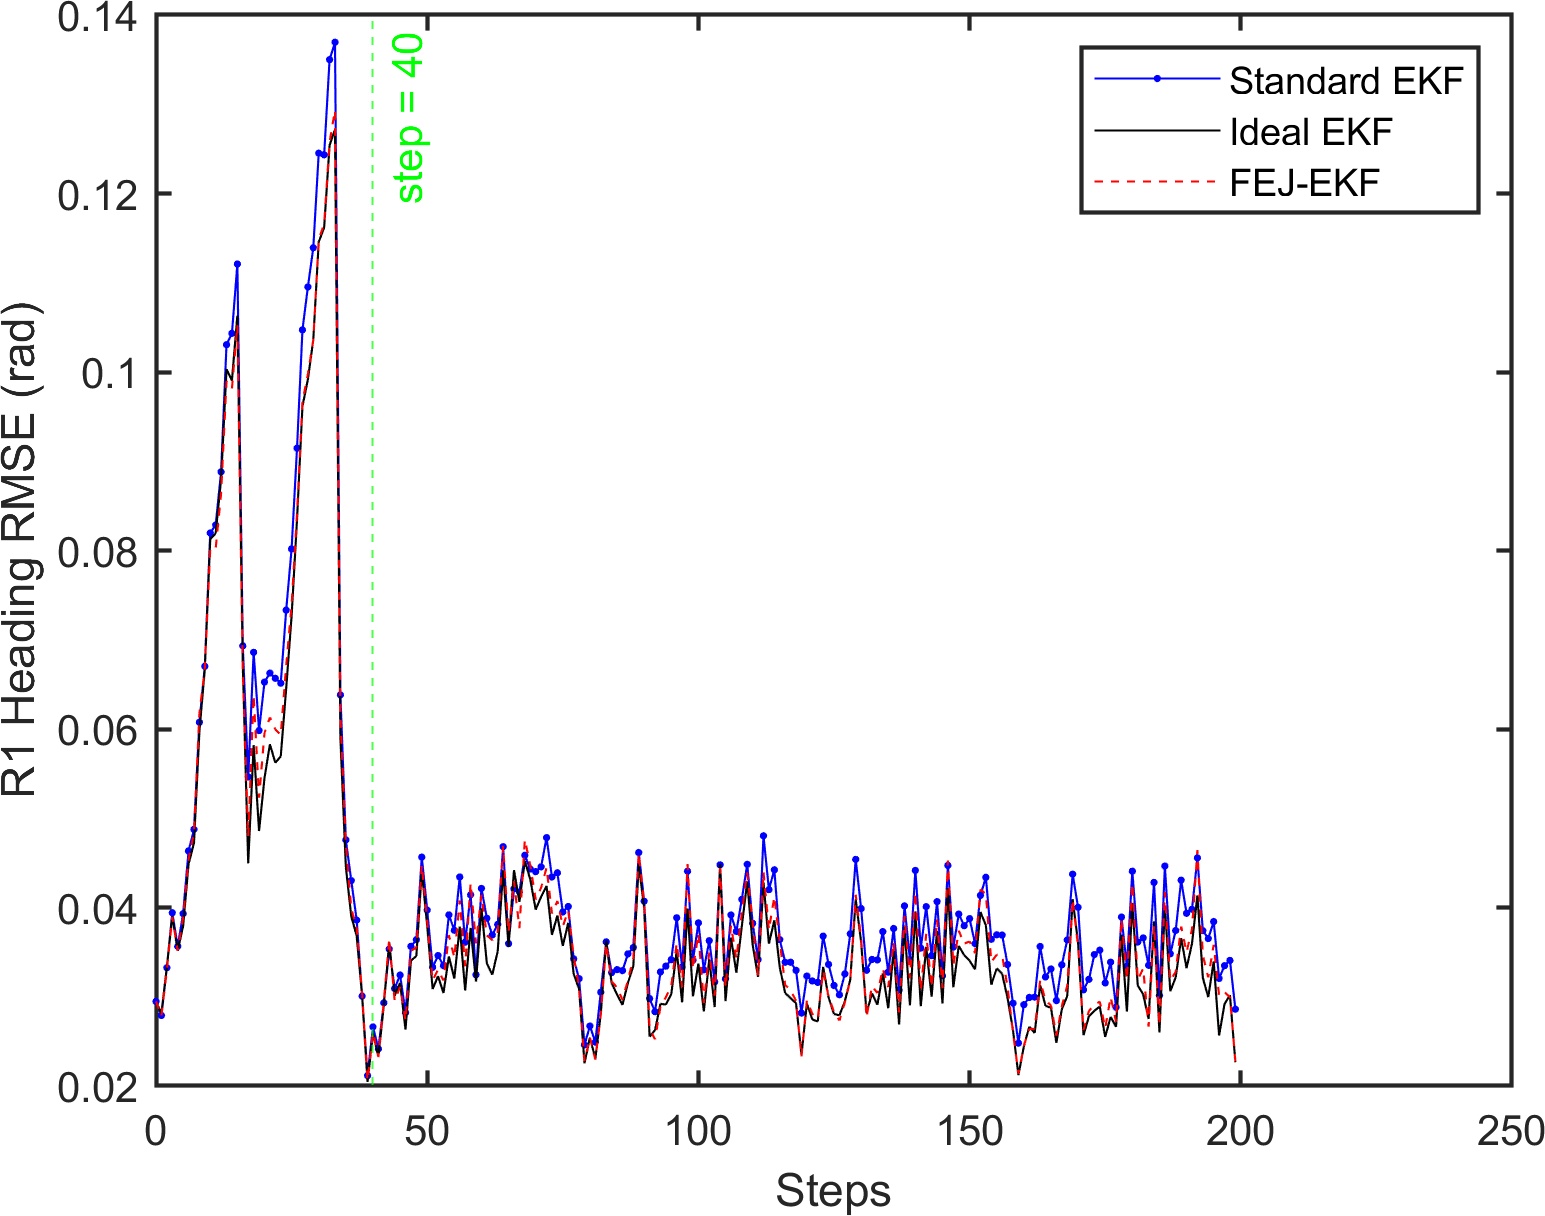 0.14
0.12
0.1
0.08
0.06
0.04
0.02
R1 Heading RMSE (rad)
step = 40
Standard EKF
Ideal EKF
FEJ-EKF
0
50
100
150
200
250
Steps